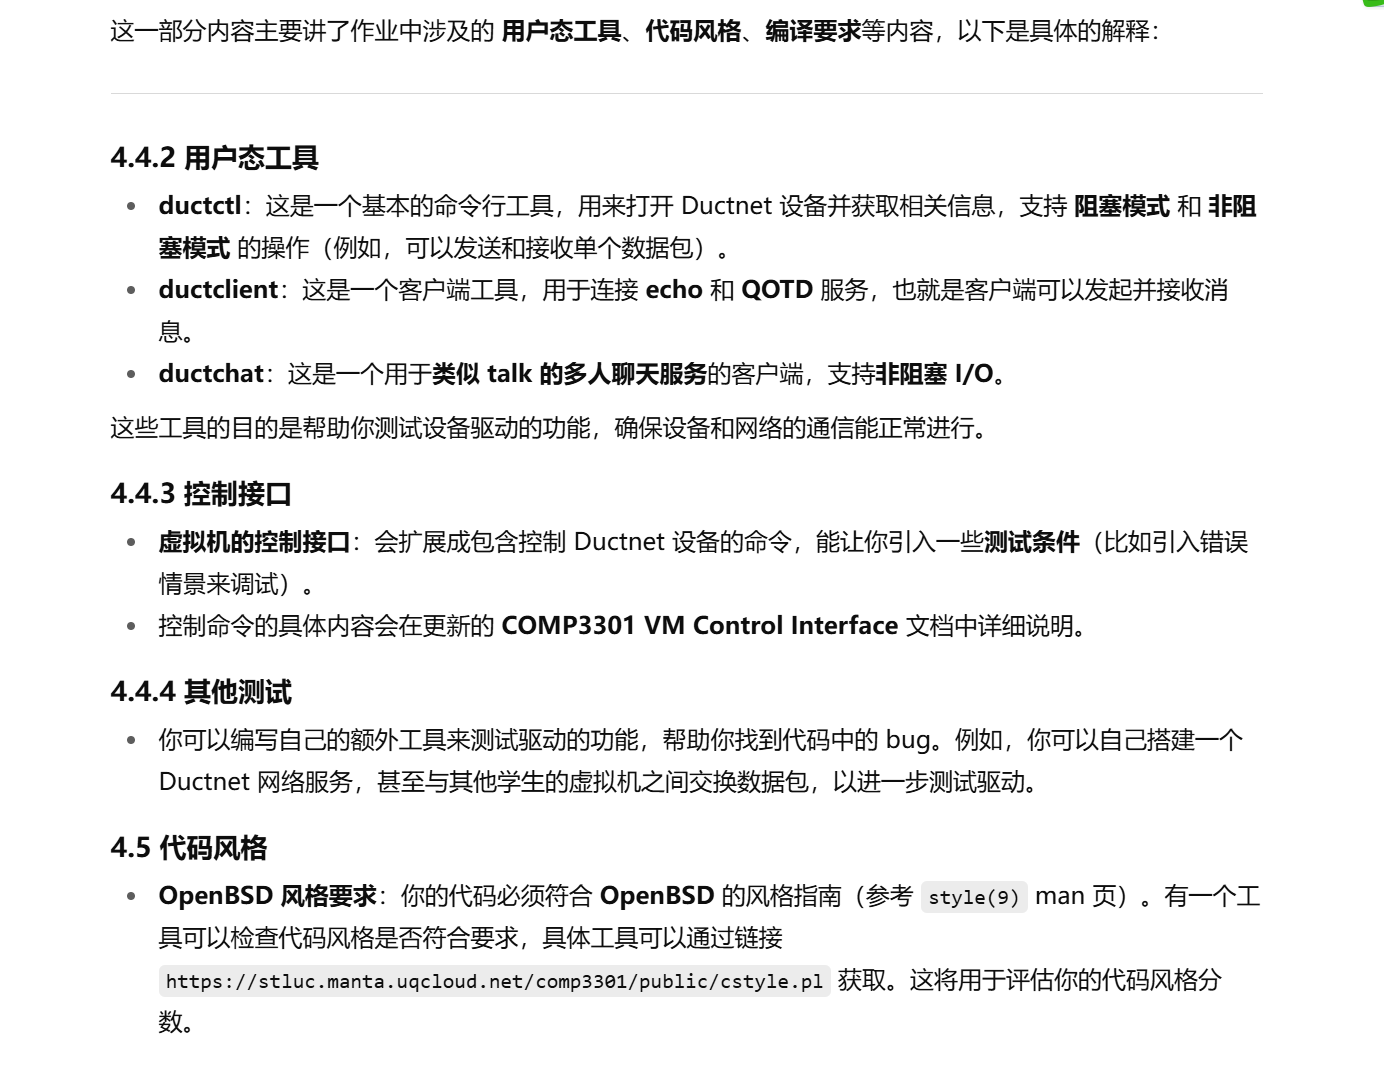 这一部分内容主要讲了作业中涉及的 用户态工具、代码风格、编译要求等内容，以下是具体的解释：
4.4.2 用户态工具
ductctl：这是一个基本的命令行工具，用来打开 Ductnet 设备并获取相关信息，支持 阻塞模式 和 非阻
塞模式 的操作（例如，可以发送和接收单个数据包）。
ductclient：这是一个客户端工具，用于连接 echo 和 QOTD 服务，也就是客户端可以发起并接收消
息。
ductchat：这是一个用于类似 talk 的多人聊天服务的客户端，支持非阻塞 I/O。
这些工具的目的是帮助你测试设备驱动的功能，确保设备和网络的通信能正常进行。
4.4.3 控制接口
虚拟机的控制接口：会扩展成包含控制 Ductnet 设备的命令，能让你引入一些测试条件（比如引入错误
情景来调试）。
控制命令的具体内容会在更新的 COMP3301 VM Control Interface 文档中详细说明。
4.4.4 其他测试
你可以编写自己的额外工具来测试驱动的功能，帮助你找到代码中的 bug。例如，你可以自己搭建一个
Ductnet 网络服务，甚至与其他学生的虚拟机之间交换数据包，以进一步测试驱动。
4.5 代码风格
OpenBSD 风格要求：你的代码必须符合 OpenBSD 的风格指南（参考 style(9) man 页）。有一个工
具可以检查代码风格是否符合要求，具体工具可以通过链接
https://stluc.manta.uqcloud.net/comp3301/public/cstyle.pl 获取。这将用于评估你的代码风格分
数。